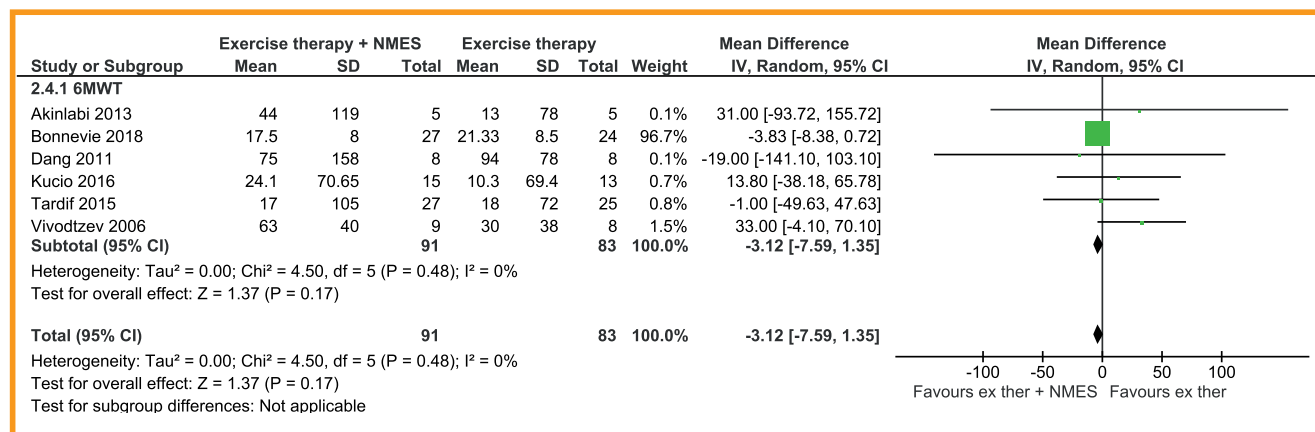 Exercise therapy + NMES Exercise therapy Mean Difference Mean Difference
Study or Subgroup Mean SD Total Mean SD Total Weight IV, Random, 95% CI IV, Random, 95% CI
2.4.1 6MWT
Akinlabi 2013 44 119 5 13 78 5 0.1% 31.00 [-93.72, 155.72]
Bonnevie 2018 17.5 8 27 21.33 8.5 24 96.7% -3.83 [-8.38, 0.72]
Dang 2011 75 158 8 94 78 8 0.1% -19.00 [-141.10, 103.10]
Kucio 2016 24.1 70.65 15 10.3 69.4 13 0.7% 13.80 [-38.18, 65.78]
Tardif 2015 17 105 27 18 72 25 0.8% -1.00 [-49.63, 47.63]
Vivodtzev 2006 63 40 9 30 38 8 1.5% 33.00 [-4.10, 70.10]
Subtotal (95% CI) 91 83 100.0% -3.12 [-7.59, 1.35]
Heterogeneity: Tau² = 0.00; Chi² = 4.50, df = 5 (P = 0.48); I² = 0%
Test for overall effect: Z = 1.37 (P = 0.17)
Total (95% CI) 91 83 100.0% -3.12 [-7.59, 1.35]
Heterogeneity: Tau² = 0.00; Chi² = 4.50, df = 5 (P = 0.48); I² = 0%
Test for overall effect: Z = 1.37 (P = 0.17)
Test for subgroup differences: Not applicable
-100 -50 0 50 100
Favours ex ther + NMES Favours ex ther